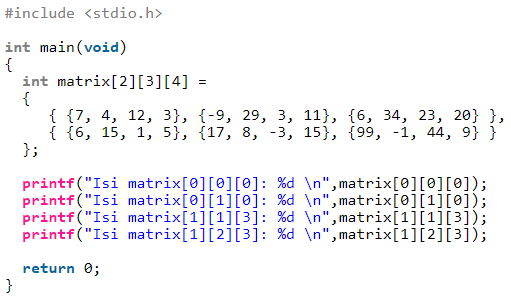 #include <stdio.h>
int main(void)
{
int matrix[2][3][4] =
{
{ {7, 4, 12, 3}, {-9, 29, 3, 11}, {6, 34, 23, 20} },
{ {6, 15, 1, 5}, {17, 8, -3, 15}, {99, -1, 44, 9} }
};
printf("Isi matrix[0][0][0]: %d \n",matrix[0][0][0]);
printf("Isi matrix[0][1][0]: %d \n",matrix[0][1][0]);
printf("Isi matrix[1][1][3]: %d \n",matrix[1][1][3]);
printf("Isi matrix[1][2][3]: %d \n",matrix[1][2][3]);
return 0;
}